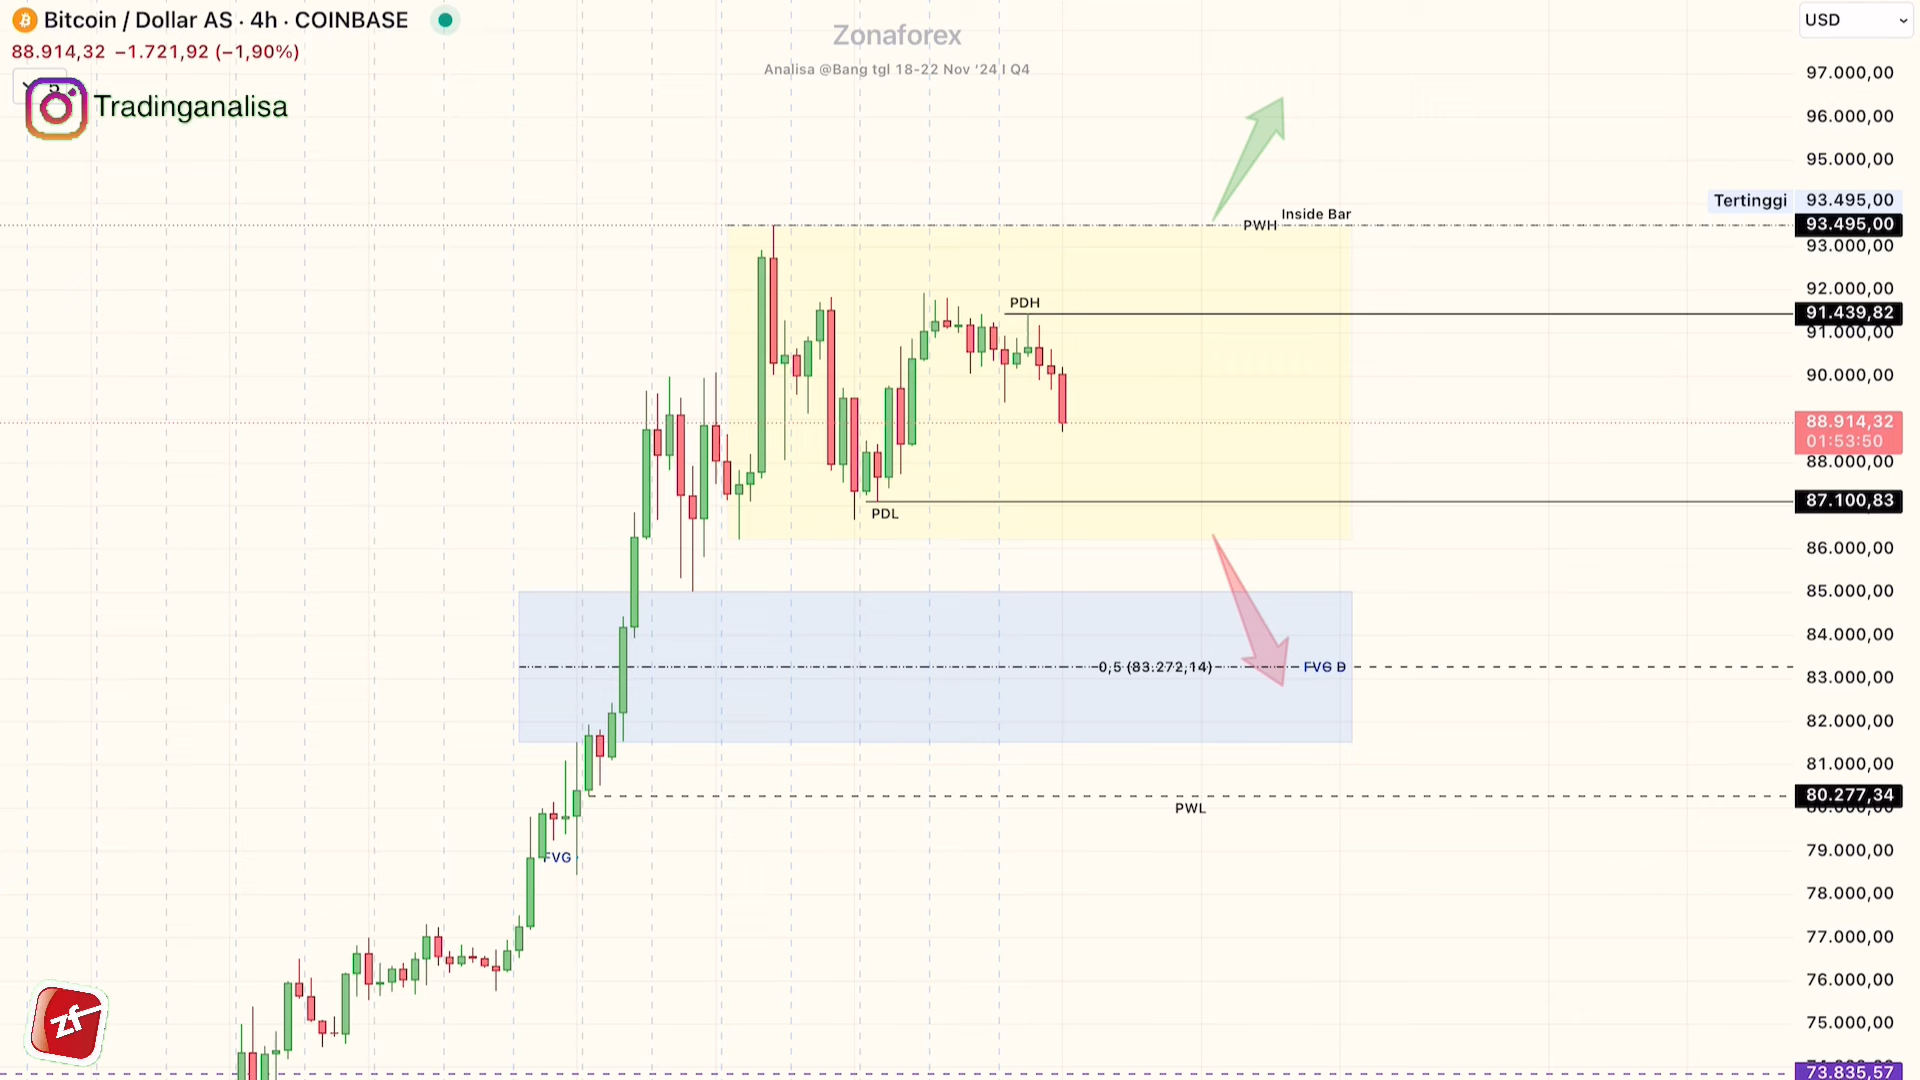 Bitcoin / Dollar AS · 4h · COINBASE
88.914,32 −1.721,92 (−1,90%)
5
Tradinganalisa
Zonaforex
Analisa @Bang tgl 18-22 Nov ‘24 I Q4
USD
97.000,00
96.000,00
95.000,00
Tertinggi 93.495,00
93.495,00
93.000,00
92.000,00
91.439,82
91.000,00
90.000,00
88.914,32
01:53:50
88.000,00
87.100,83
86.000,00
85.000,00
84.000,00
83.000,00
82.000,00
81.000,00
80.277,34
79.000,00
78.000,00
77.000,00
76.000,00
75.000,00
73.835,57
Inside Bar
PWH
PDH
PDL
0,5 (83.272,14)
FVG D
PWL
FVG
zf